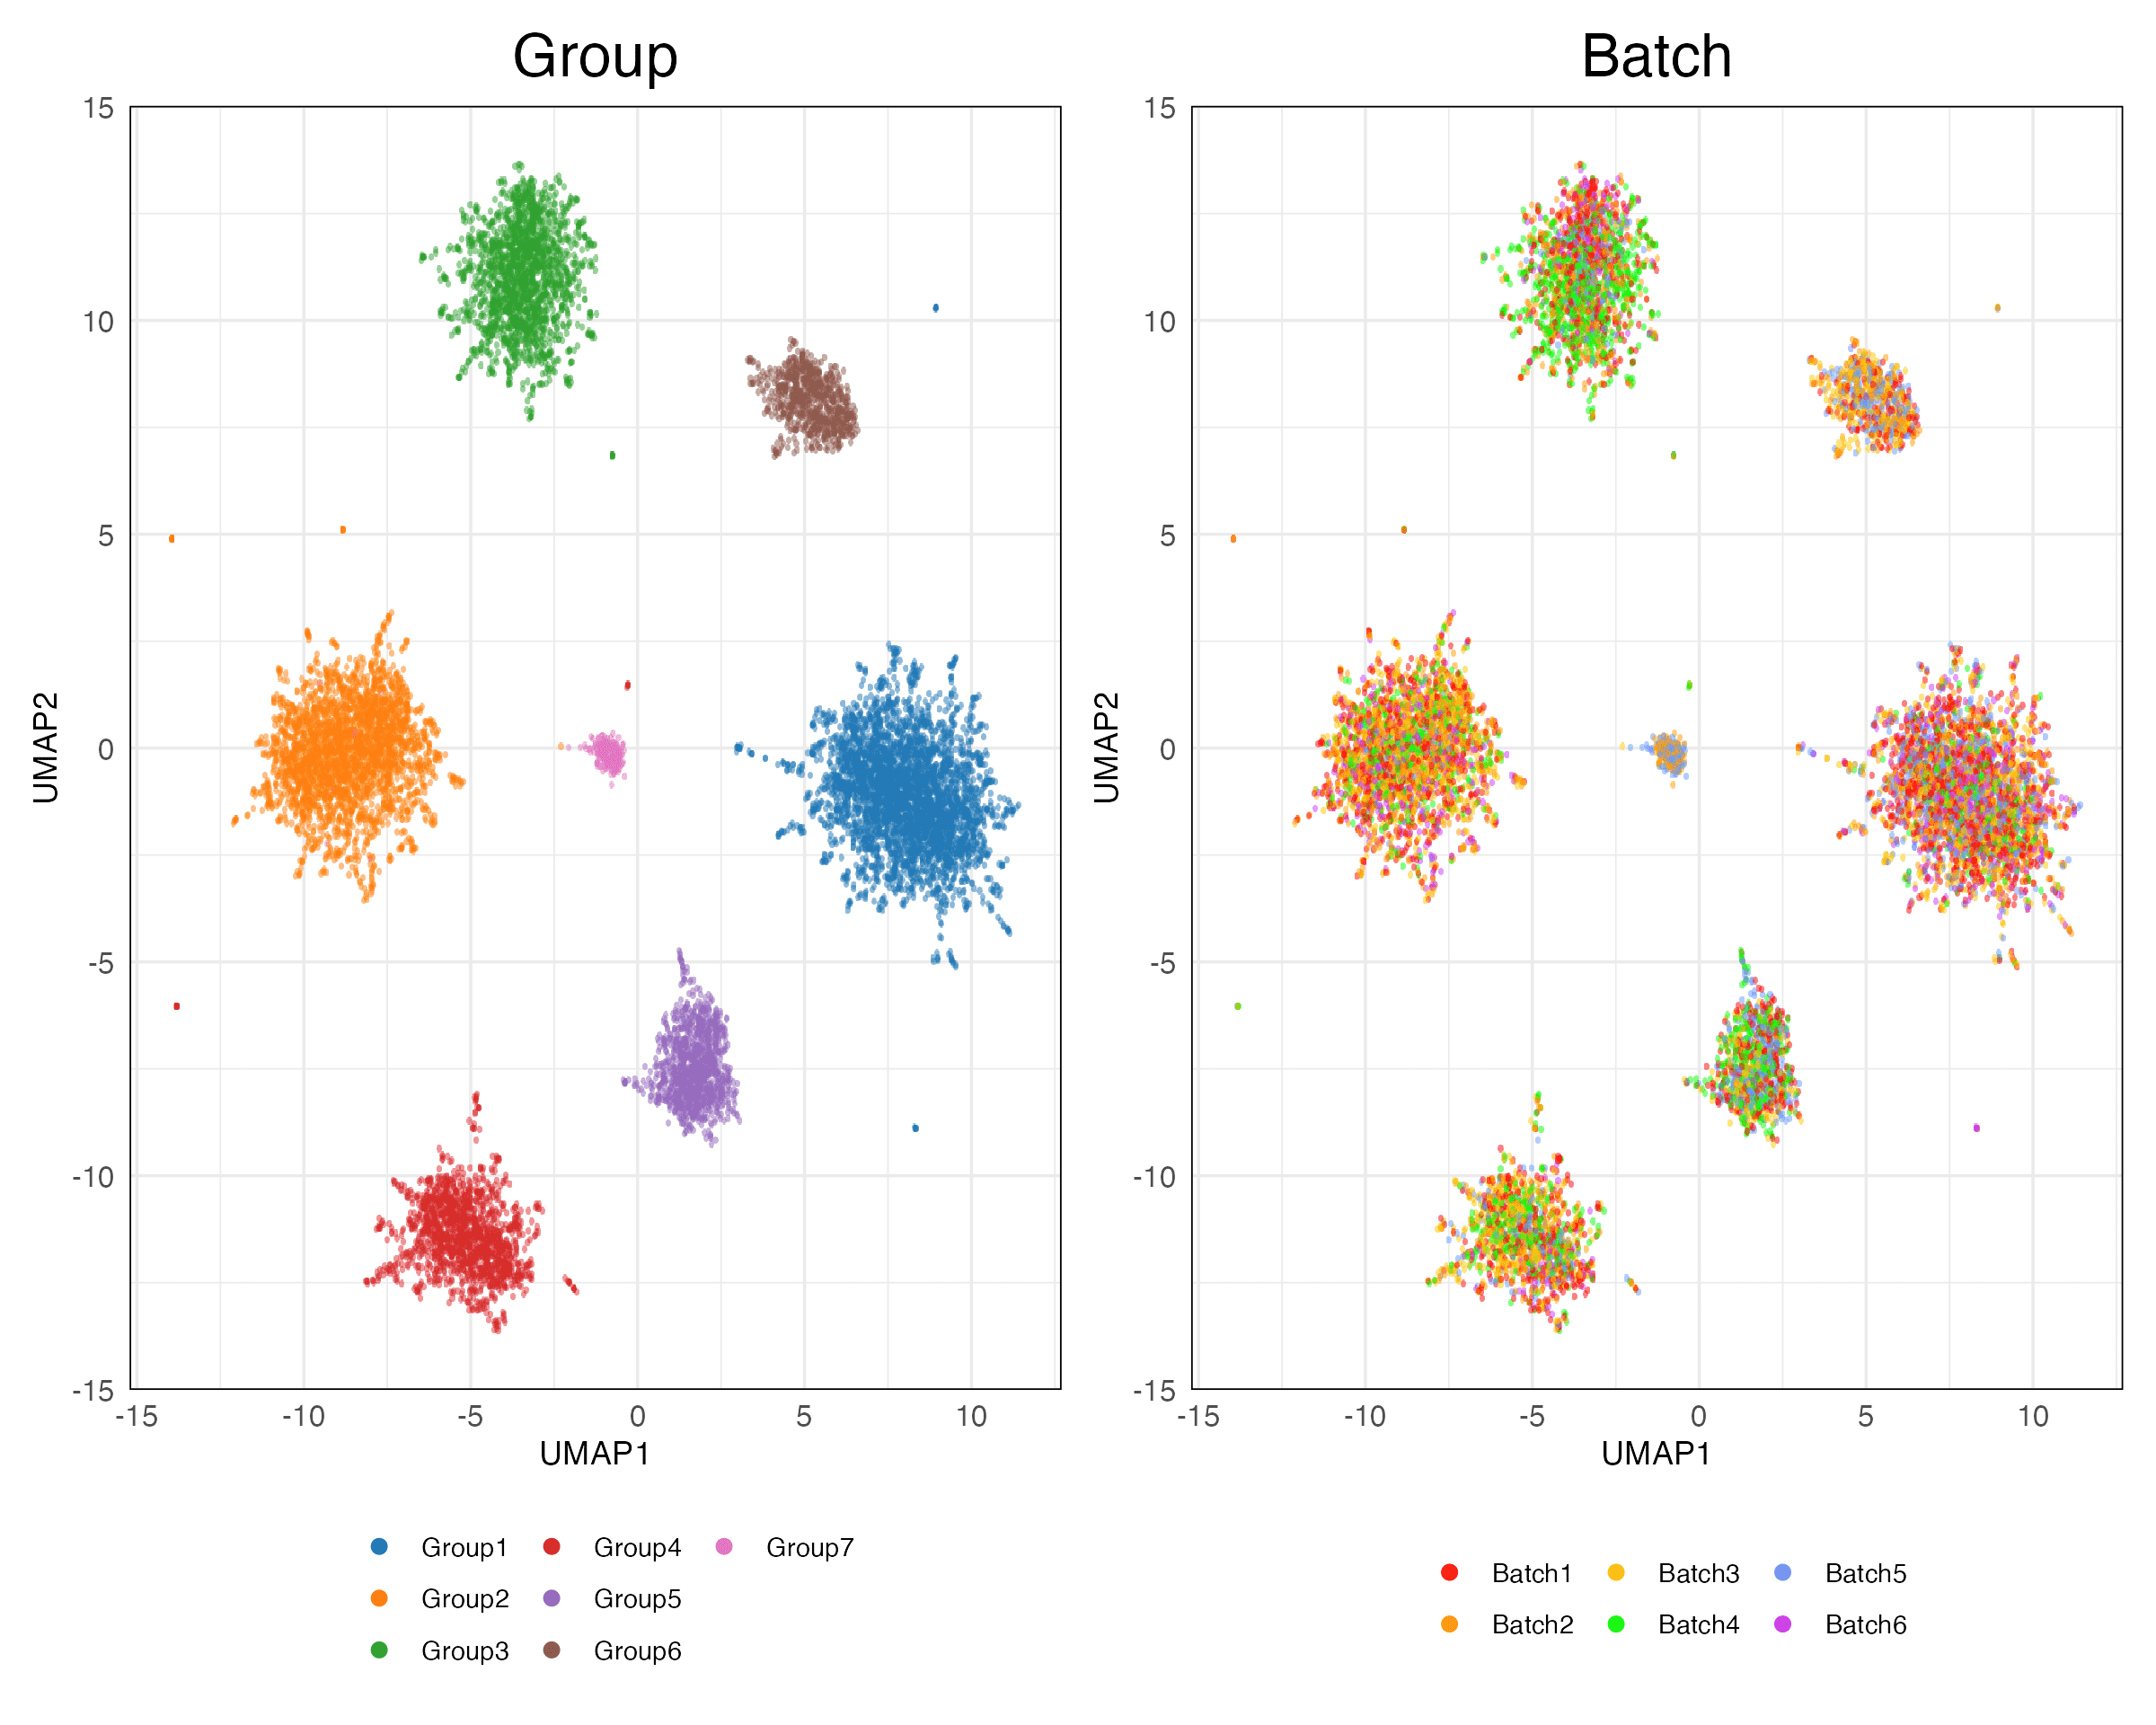 Group
Batch
15
10
5
0
-5
-10
-15
UMAP2
-15 -10 -5 0 5 10
UMAP1
15
10
5
0
-5
-10
-15
UMAP2
-15 -10 -5 0 5 10
UMAP1
Group1 Group4 Group7
Group2 Group5
Group3 Group6
Batch1 Batch3 Batch5
Batch2 Batch4 Batch6